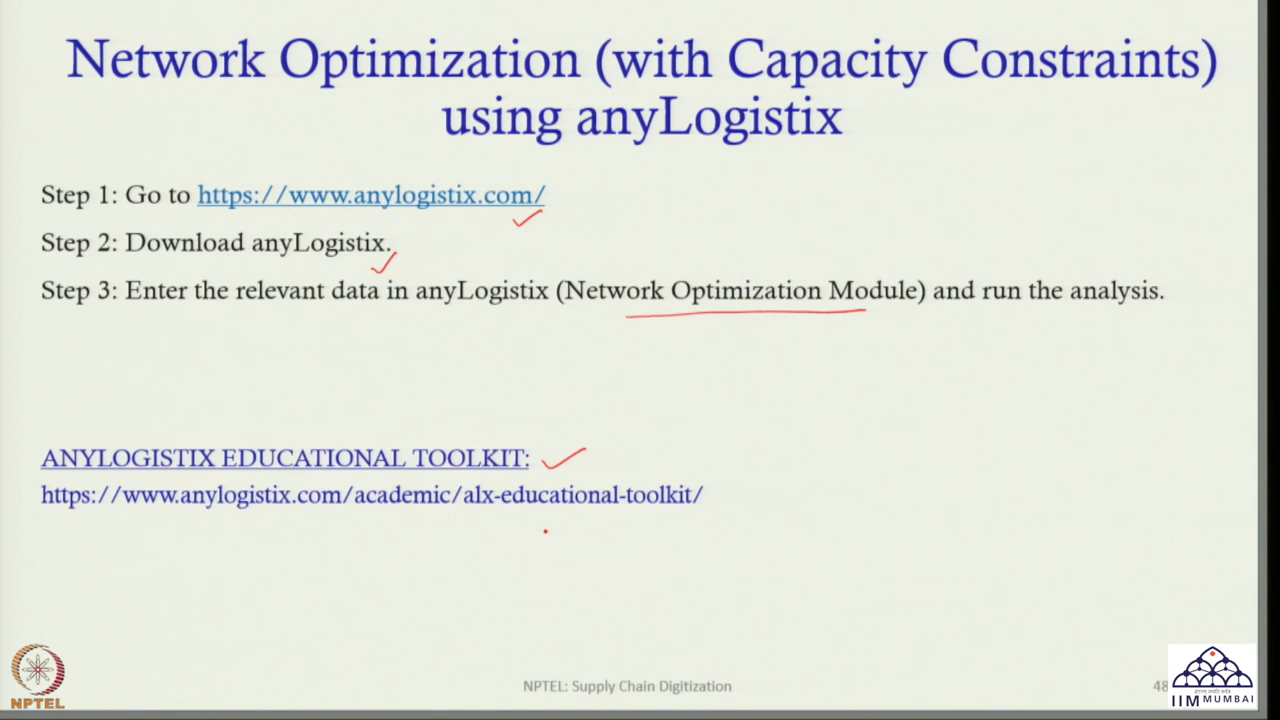 Network Optimization (with Capacity Constraints)
using anyLogistix
Step 1: Go to https://www.anylogistix.com/
Step 2: Download anyLogistix.
Step 3: Enter the relevant data in anyLogistix (Network Optimization Module) and run the analysis.
ANYLOGISTIX EDUCATIONAL TOOLKIT:
https://www.anylogistix.com/academic/alx-educational-toolkit/
NPTEL
NPTEL: Supply Chain Digitization
48
IIM MUMBAI